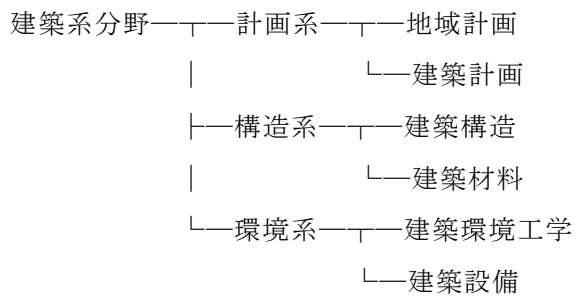 建築系分野―┬―計画系―┬―地域計画
│ └―建築計画
├―構造系―┬―建築構造
│ └―建築材料
└―環境系―┬―建築環境工学
└―建築設備